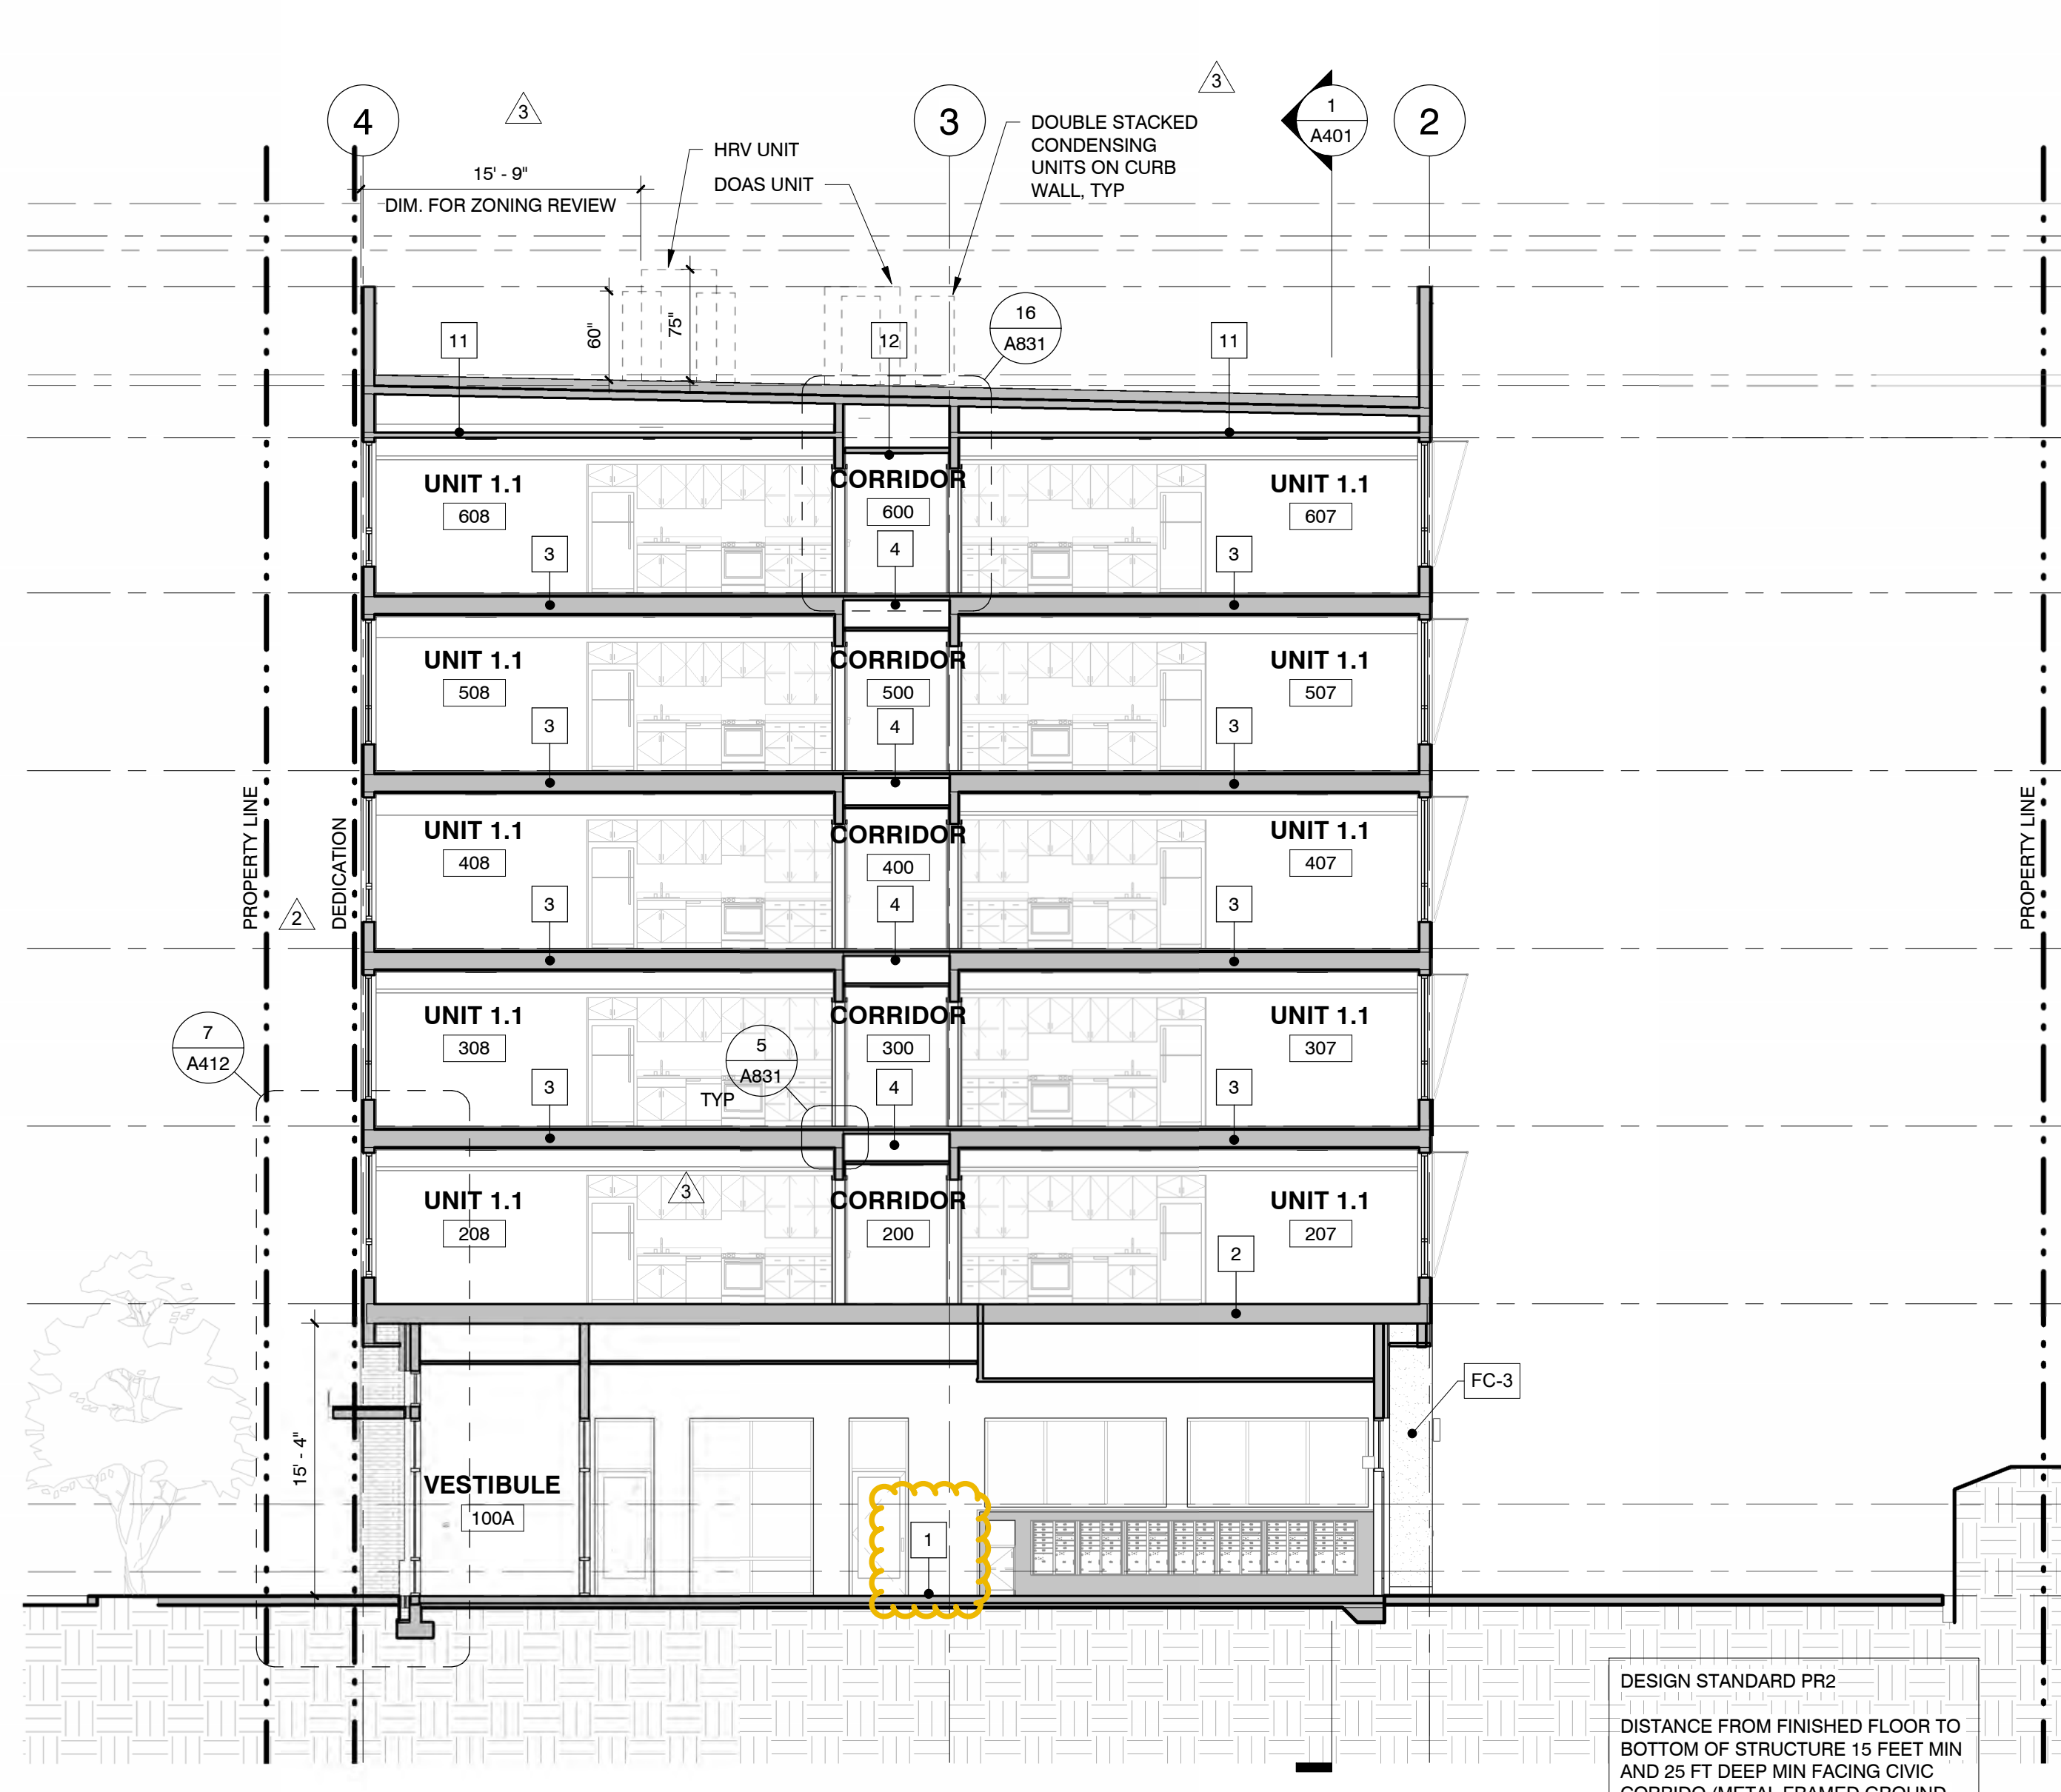 3
3
4
3
1
A401
2
DOUBLE STACKED
CONDENSING
UNITS ON CURB
WALL, TYP
HRV UNIT
DOAS UNIT
15' - 9"
DIM. FOR ZONING REVIEW
60"
75"
16
A831
11
12
11
UNIT 1.1
608
CORRIDOR
600
UNIT 1.1
607
3
4
3
UNIT 1.1
508
CORRIDOR
500
UNIT 1.1
507
3
4
3
PROPERTY LINE
DEDICATION
2
PROPERTY LINE
UNIT 1.1
408
CORRIDOR
400
UNIT 1.1
407
3
4
3
7
A412
UNIT 1.1
308
5
A831
TYP
CORRIDOR
300
UNIT 1.1
307
3
4
3
UNIT 1.1
208
3
CORRIDOR
200
UNIT 1.1
207
2
FC-3
15' - 4"
VESTIBULE
100A
1
DESIGN STANDARD PR2
DISTANCE FROM FINISHED FLOOR TO
BOTTOM OF STRUCTURE 15 FEET MIN
AND 25 FT DEEP MIN FACING CIVIC
CORRIDO (METAL FRAMED GROUND